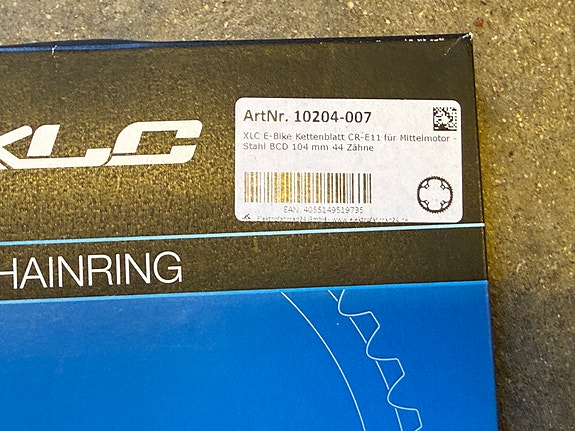 ArtNr. 10204-007
XLC E-Bike Kettenblatt CR-E11 für Mittelmotor -
Stahl BCD 104 mm 44 Zähne
XLC
EAN: 4055149519795
HAINRING